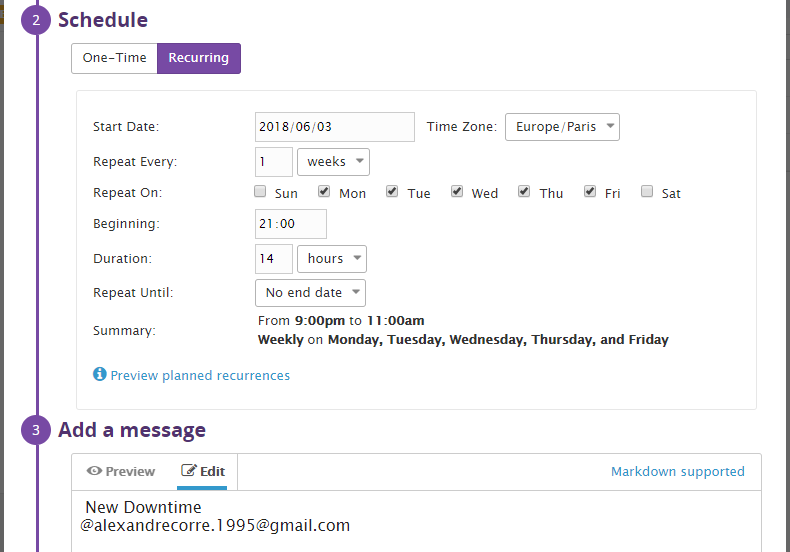 2 Schedule
One-Time Recurring
Start Date: 2018/06/03 Time Zone: Europe/Paris
Repeat Every: 1 weeks
Repeat On: Sun Mon Tue Wed Thu Fri Sat
Beginning: 21:00
Duration: 14 hours
Repeat Until: No end date
Summary: From 9:00pm to 11:00am
Weekly on Monday, Tuesday, Wednesday, Thursday, and Friday
Preview planned recurrences
3 Add a message
Preview Edit Markdown supported
New Downtime
@alexandrecorre.1995@gmail.com